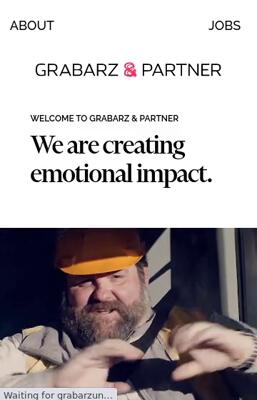 ABOUT
JOBS
GRABARZ & PARTNER
WELCOME TO GRABARZ & PARTNER
We are creating
emotional impact.
Waiting for grabarzun...